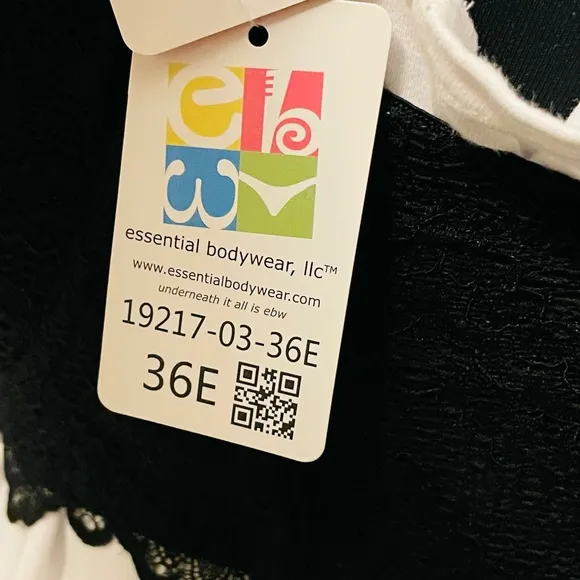 essential bodywear, llc™
www.essentialbodywear.com
underneath it all is ebw
19217-03-36E
36E